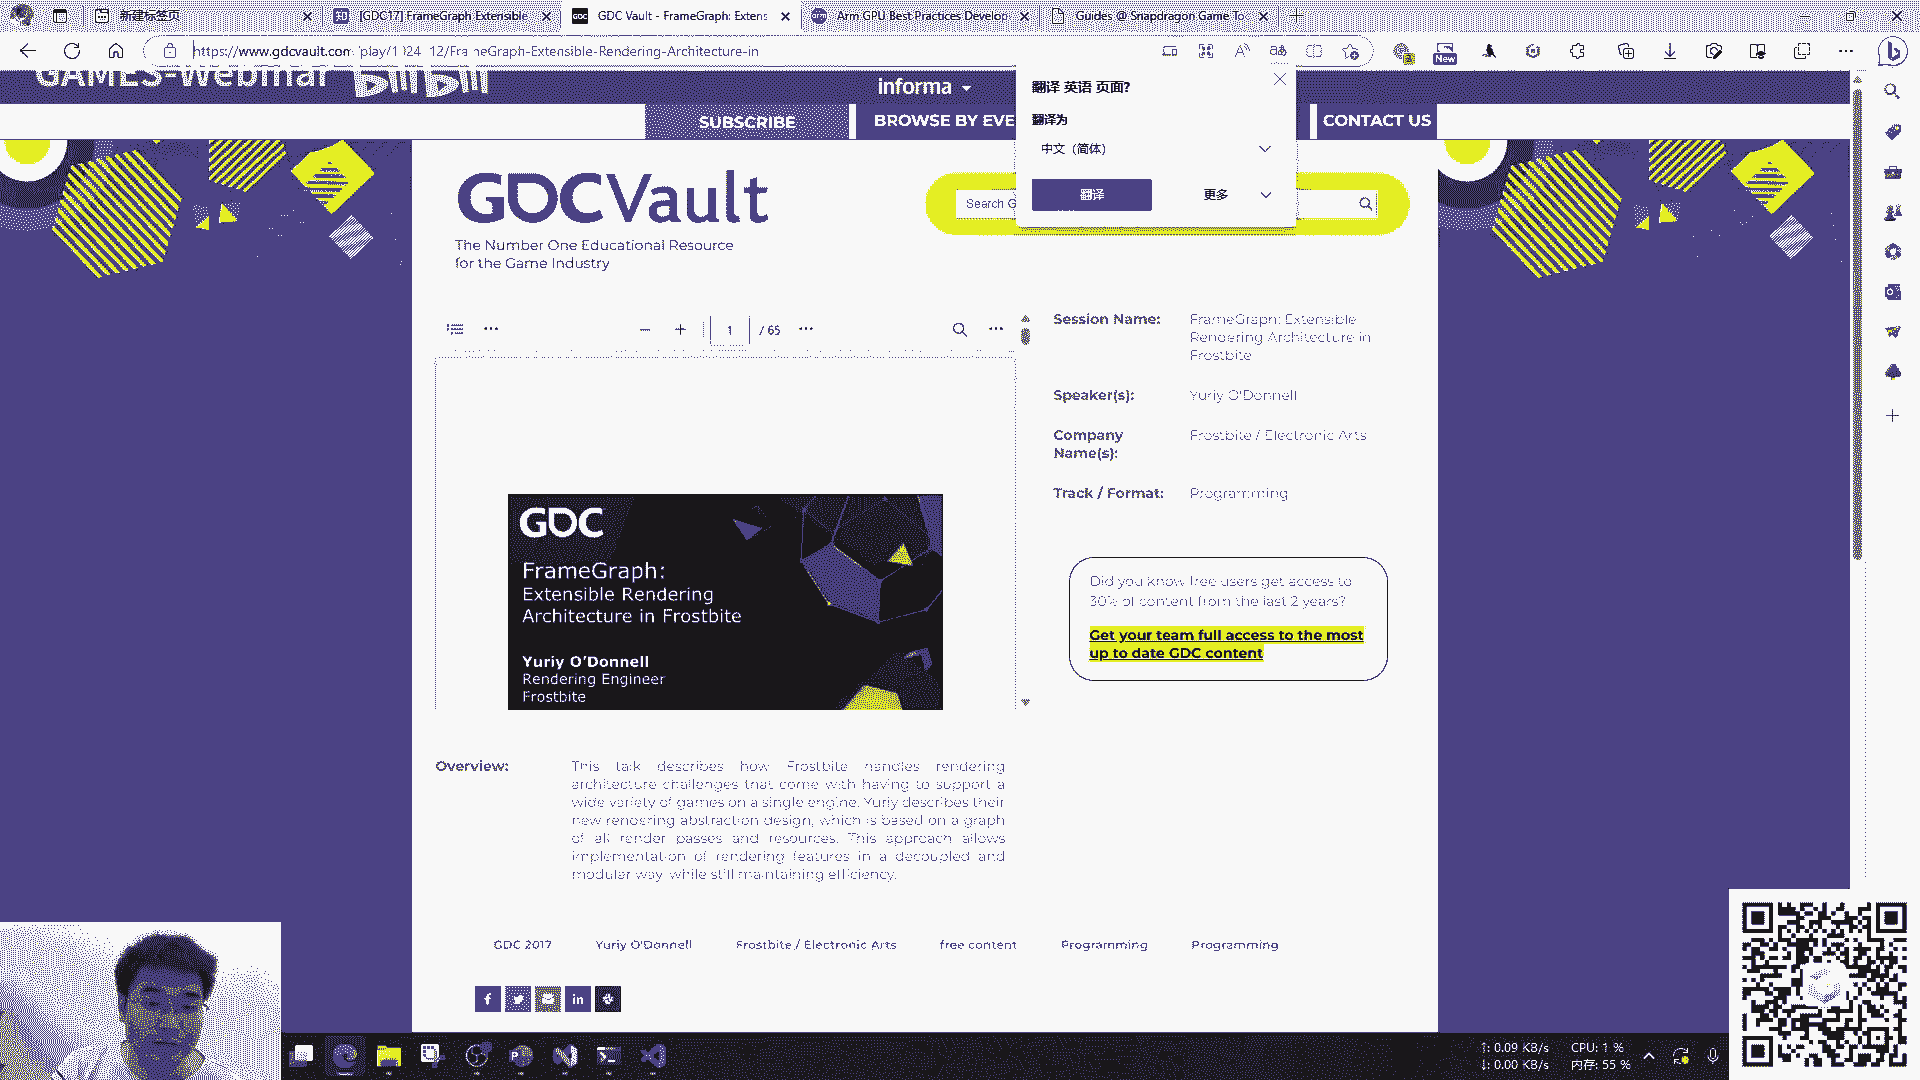 新建标签页
[GDC17] FrameGraph Extensible
GDC Vault - FrameGraph: Extens
Arm GPU Best Practices Develop
Guides @ Snapdragon Game Too
https://www.gdcvault.com
FrameGraph-Extensible-Rendering-Architecture-in
New
GAMES-Webinar bilibili
informa
SUBSCRIBE
BROWSE BY EVE
CONTACT US
翻译 英语 页面?
翻译为
中文（简体）
翻译
更多
GDCVault
The Number One Educational Resource
for the Game Industry
Search G
1 / 65
Session Name: FrameGraph: Extensible
Rendering Architecture in
Frostbite
Speaker(s): Yuriy O'Donnell
Company
Name(s): Frostbite / Electronic Arts
Track / Format: Programming
GDC
FrameGraph:
Extensible Rendering
Architecture in Frostbite
Yuriy O'Donnell
Rendering Engineer
Frostbite
Did you know free users get access to
30% of content from the last 2 years?
Get your team full access to the most
up to date GDC content
Overview: This talk describes how Frostbite handles rendering
architecture challenges that come with having to support a
wide variety of games on a single engine. Yuriy describes their
new rendering abstraction design, which is based on a graph
of all render passes and resources. This approach allows
implementation of rendering features in a decoupled and
modular way, while still maintaining efficiency.
GDC 2017
Yuriy O'Donnell
Frostbite / Electronic Arts
free content
Programming
Programming
↑: 0.09 KB/s
↓: 0.00 KB/s
CPU: 1 %
内存: 55 %